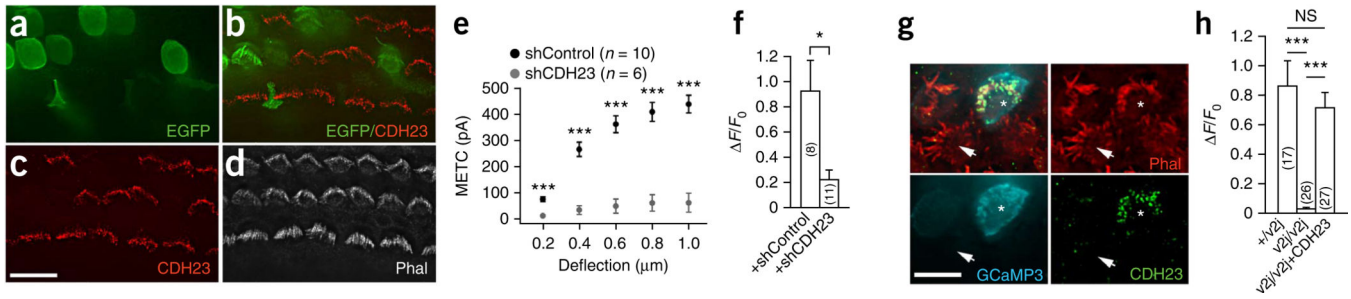 a
EGFP
b
EGFP/CDH23
c
CDH23
d
Phal
e
shControl (n = 10)
shCDH23 (n = 6)
METC (pA)
500
400
300
200
100
0
***
***
***
***
***
0.2
0.4
0.6
0.8
1.0
Deflection (μm)
f
*
ΔF/F0
1.2
1.0
0.8
0.6
0.4
0.2
0
(8)
(11)
+shControl
+shCDH23
g
*
*
Phal
*
GCaMP3
*
CDH23
h
NS
***
***
ΔF/F0
1.2
1.0
0.8
0.6
0.4
0.2
0
(17)
(26)
(27)
+/v2j
v2j/v2j
v2j/v2j+CDH23